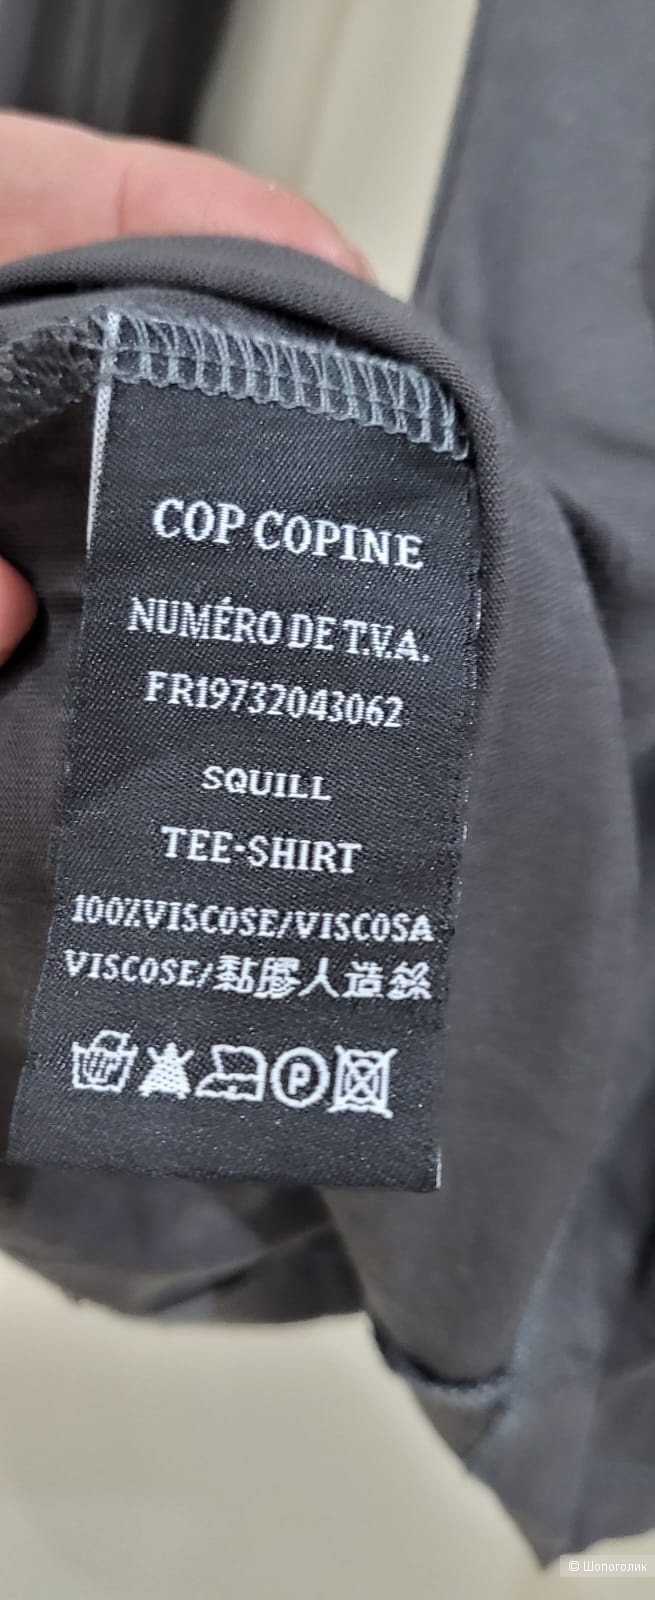 COP COPINE
NUMÉRO DE T.V.A.
FR19732043062
SQUILL
TEE-SHIRT
100%VISCOSE/VISCOSA
VISCOSE/黏膠人造絲
P
© Шопоголик